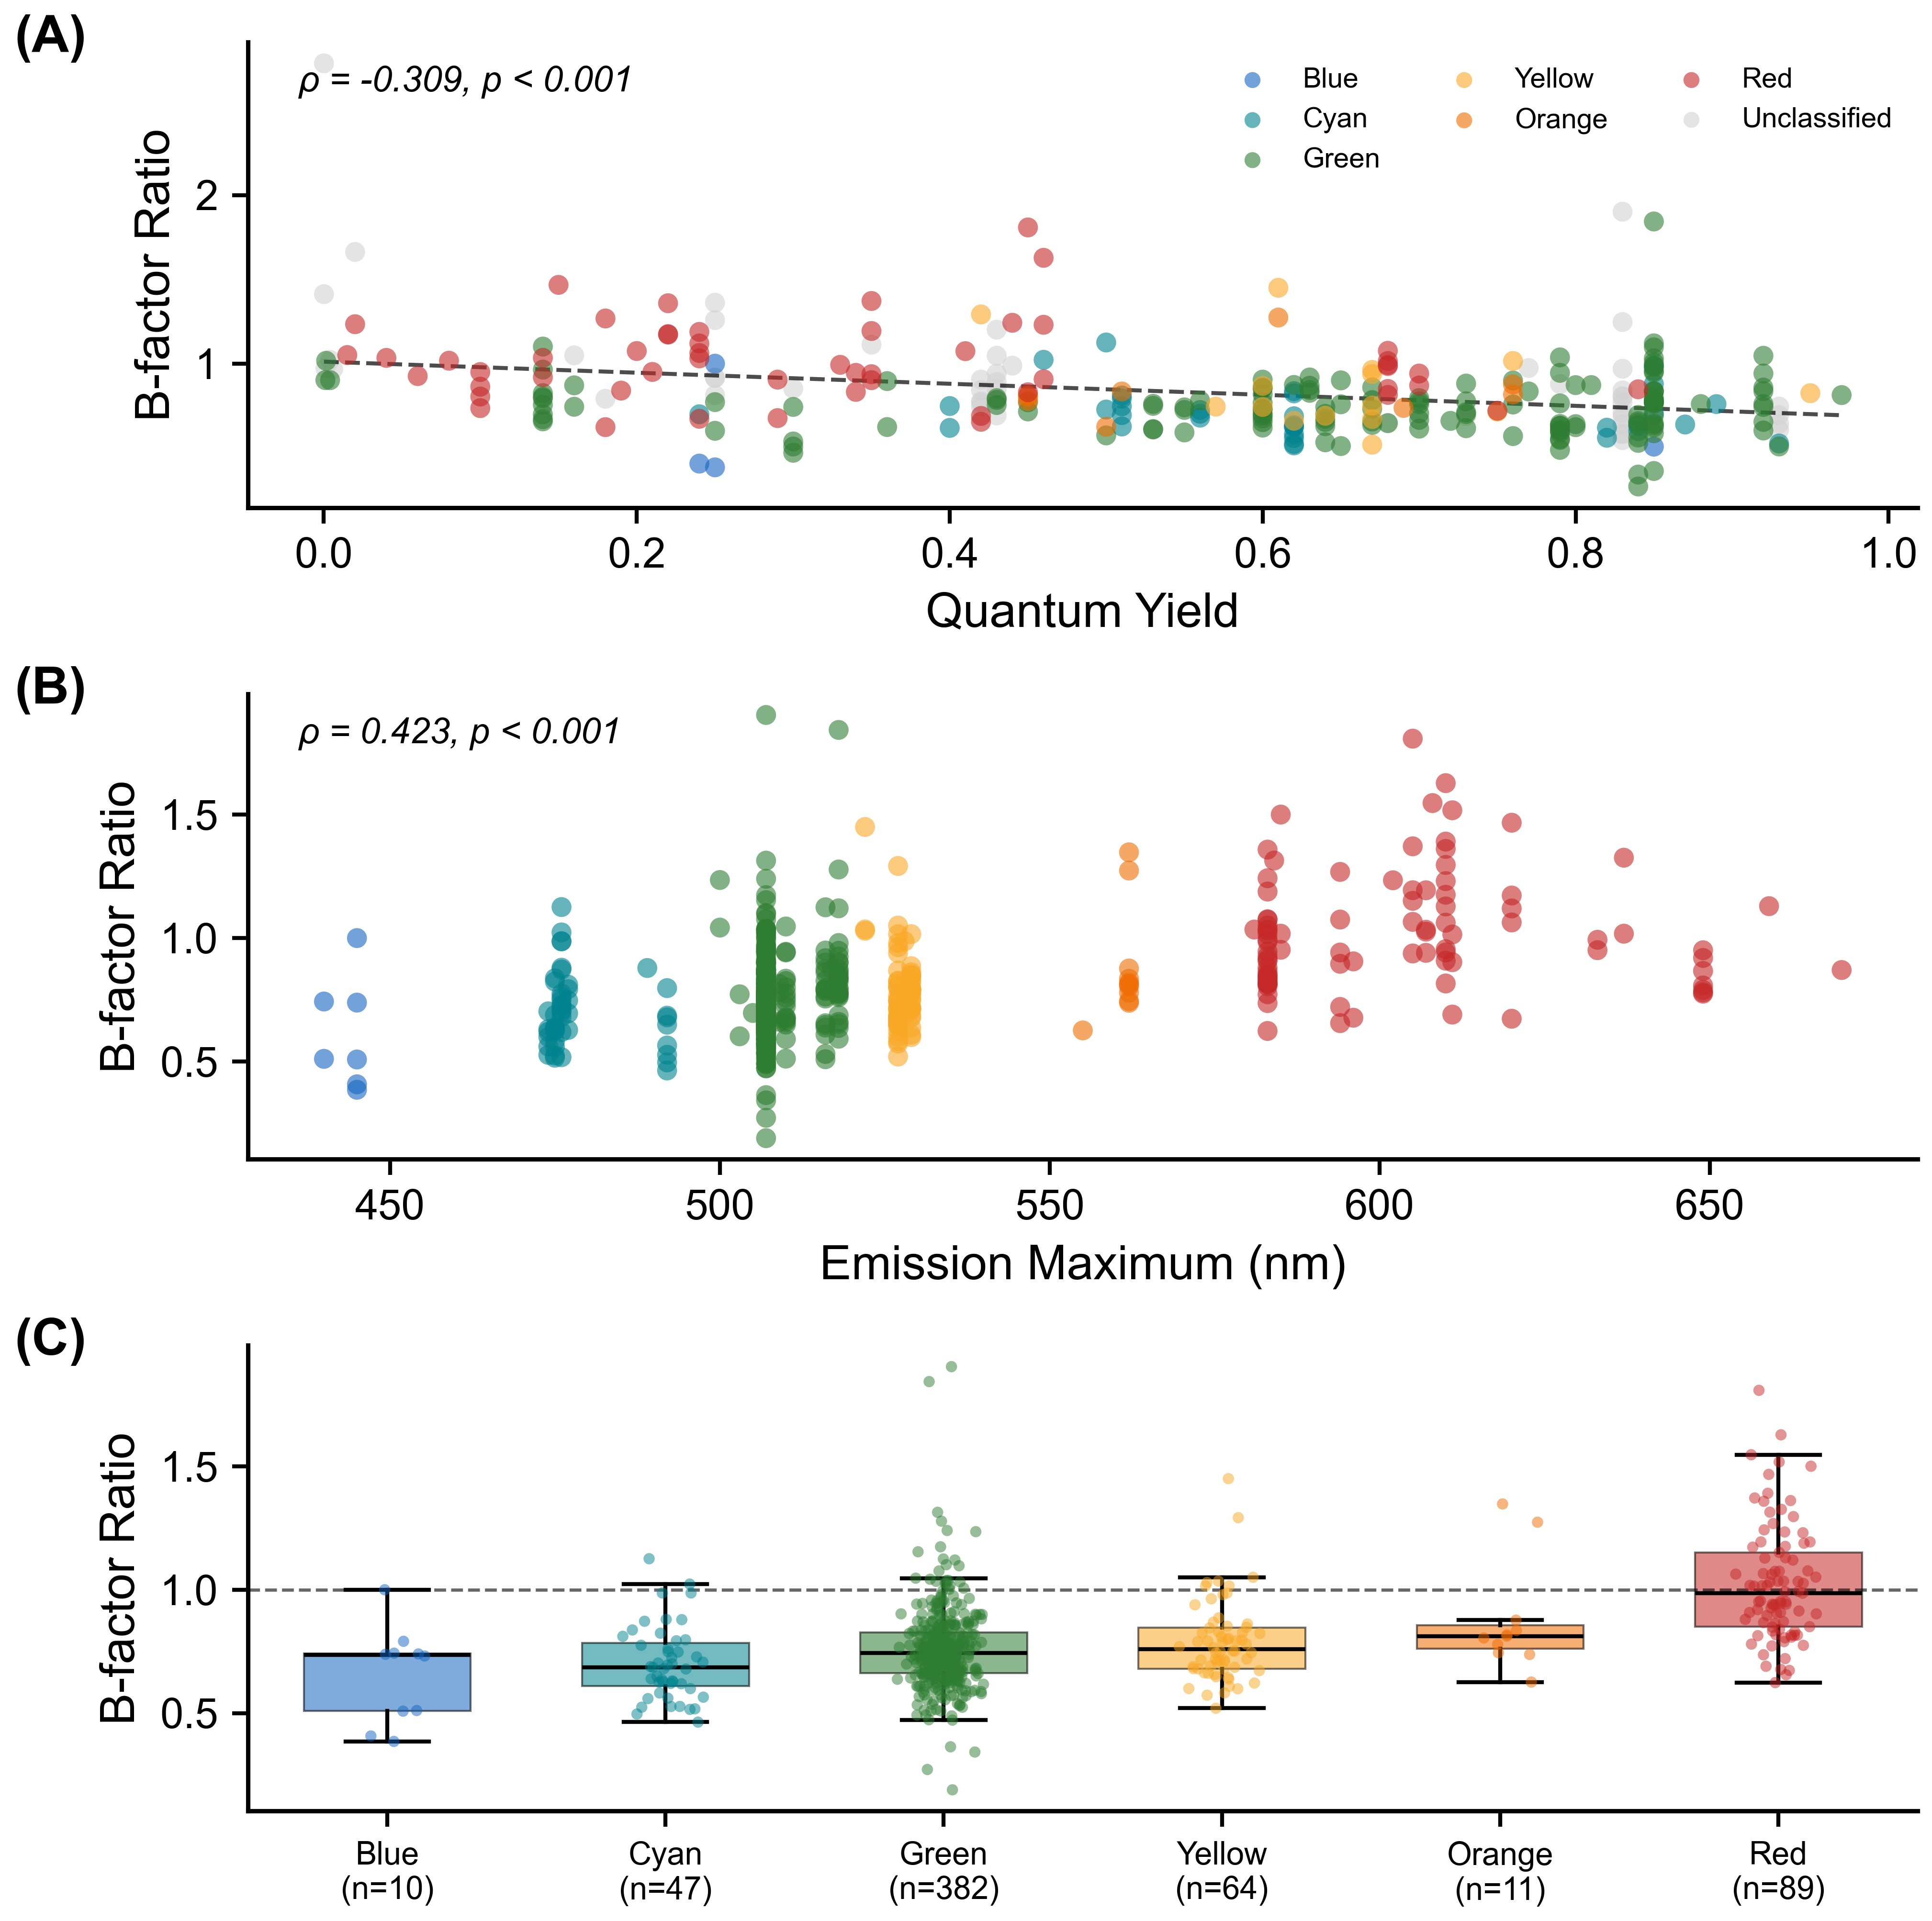 (A)
ρ = -0.309, p < 0.001
Blue
Cyan
Green
Yellow
Orange
Red
Unclassified
B-factor Ratio
2
1
0.0 0.2 0.4 0.6 0.8 1.0
Quantum Yield
(B)
ρ = 0.423, p < 0.001
B-factor Ratio
1.5
1.0
0.5
450 500 550 600 650
Emission Maximum (nm)
(C)
B-factor Ratio
1.5
1.0
0.5
Blue Cyan Green Yellow Orange Red
(n=10) (n=47) (n=382) (n=64) (n=11) (n=89)